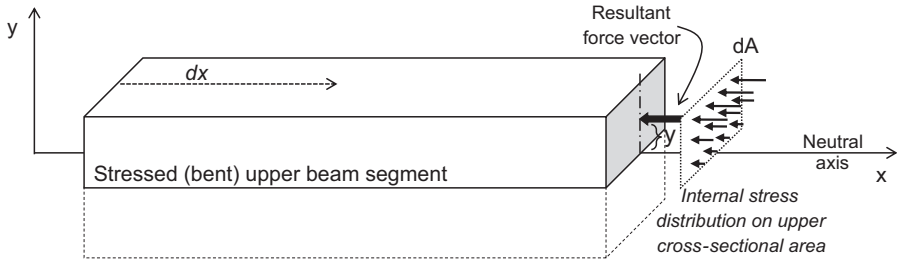 y
dx
Resultant
force vector
dA
y
Stressed (bent) upper beam segment
Neutral
axis
x
Internal stress
distribution on upper
cross-sectional area